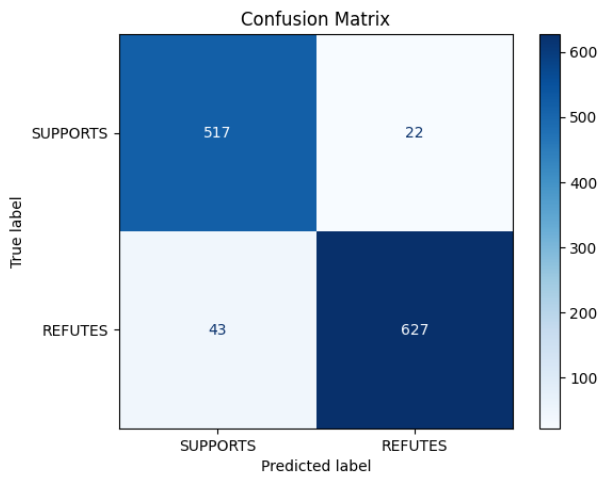 Confusion Matrix
SUPPORTS
517
22
REFUTES
43
627
SUPPORTS
REFUTES
Predicted label
True label
600
500
400
300
200
100